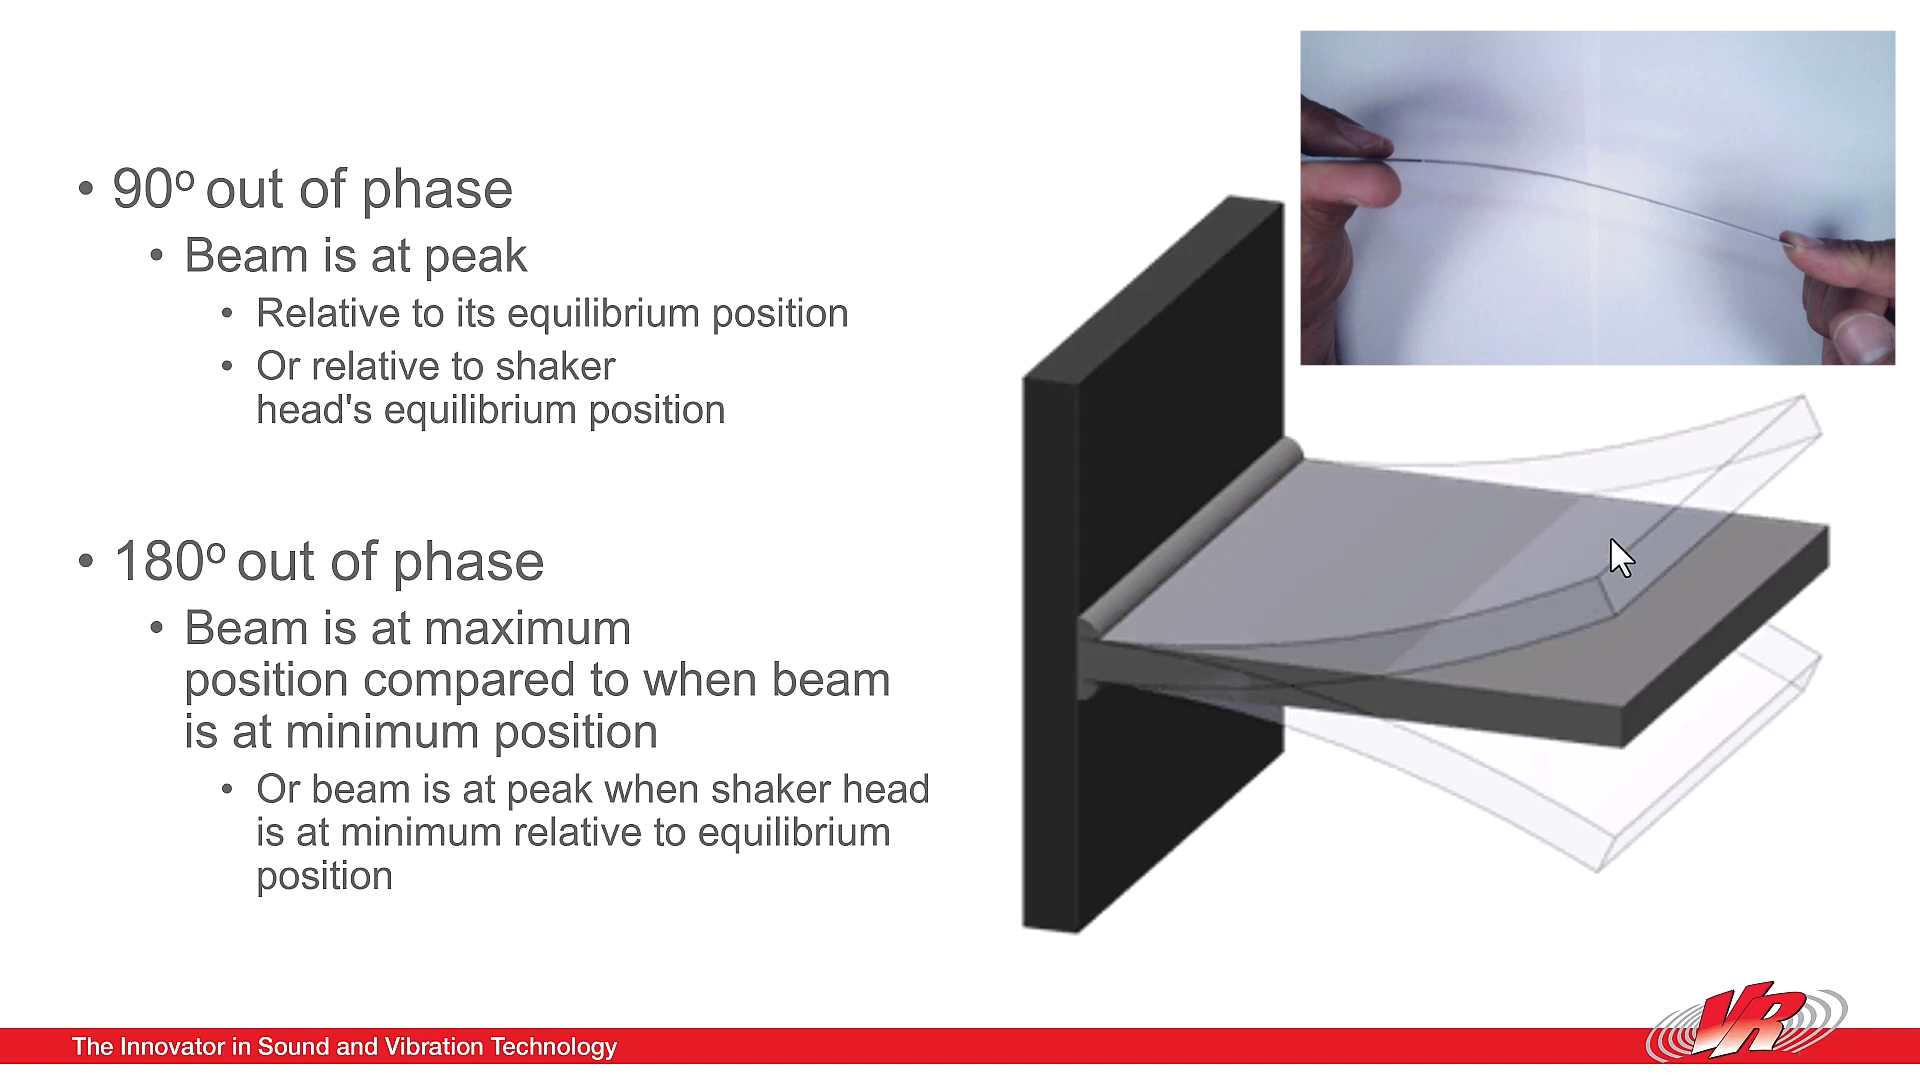 • 90º out of phase
• Beam is at peak
• Relative to its equilibrium position
• Or relative to shaker
head's equilibrium position
• 180º out of phase
• Beam is at maximum
position compared to when beam
is at minimum position
• Or beam is at peak when shaker head
is at minimum relative to equilibrium
position
The Innovator in Sound and Vibration Technology
VR